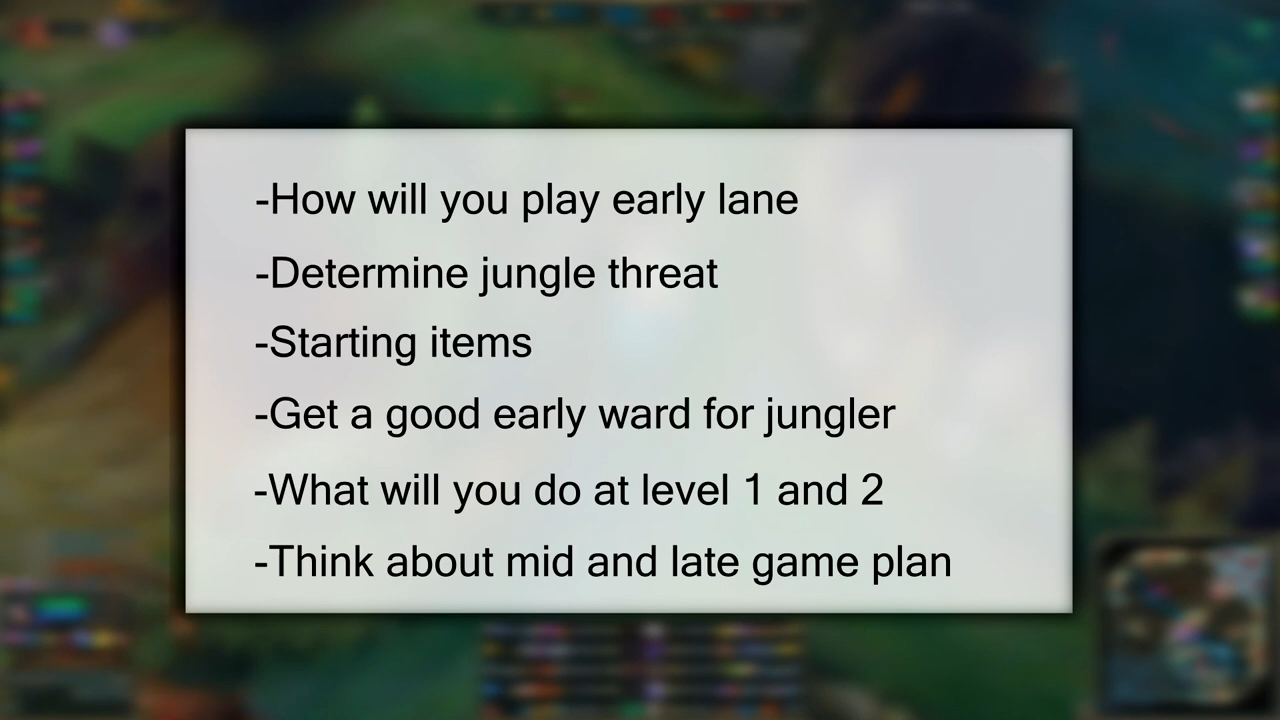 -How will you play early lane
-Determine jungle threat
-Starting items
-Get a good early ward for jungler
-What will you do at level 1 and 2
-Think about mid and late game plan